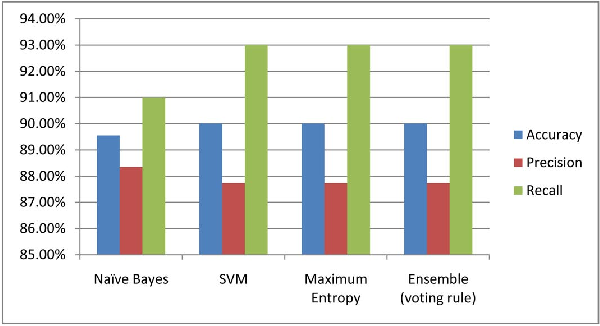 94.00%
93.00%
92.00%
91.00%
90.00%
89.00%
88.00%
87.00%
86.00%
85.00%
Naïve Bayes
SVM
Maximum
Entropy
Ensemble
(voting rule)
Accuracy
Precision
Recall